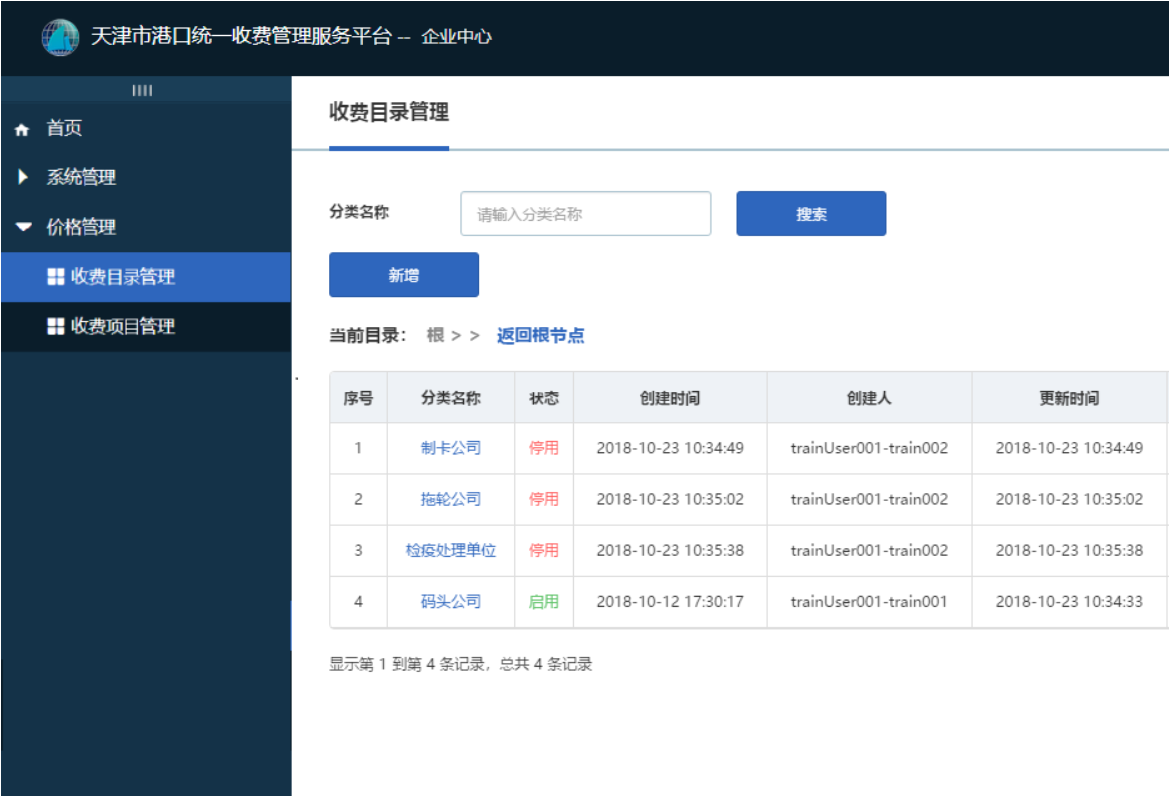 天津市港口统一收费管理服务平台 -- 企业中心
首页
系统管理
价格管理
收费目录管理
收费项目管理
收费目录管理
分类名称 请输入分类名称 搜索
新增
当前目录： 根 > > 返回根节点
序号 分类名称 状态 创建时间 创建人 更新时间
1 制卡公司 停用 2018-10-23 10:34:49 trainUser001-train002 2018-10-23 10:34:49
2 拖轮公司 停用 2018-10-23 10:35:02 trainUser001-train002 2018-10-23 10:35:02
3 检疫处理单位 停用 2018-10-23 10:35:38 trainUser001-train002 2018-10-23 10:35:38
4 码头公司 启用 2018-10-12 17:30:17 trainUser001-train001 2018-10-23 10:34:33
显示第 1 到第 4 条记录，总共 4 条记录